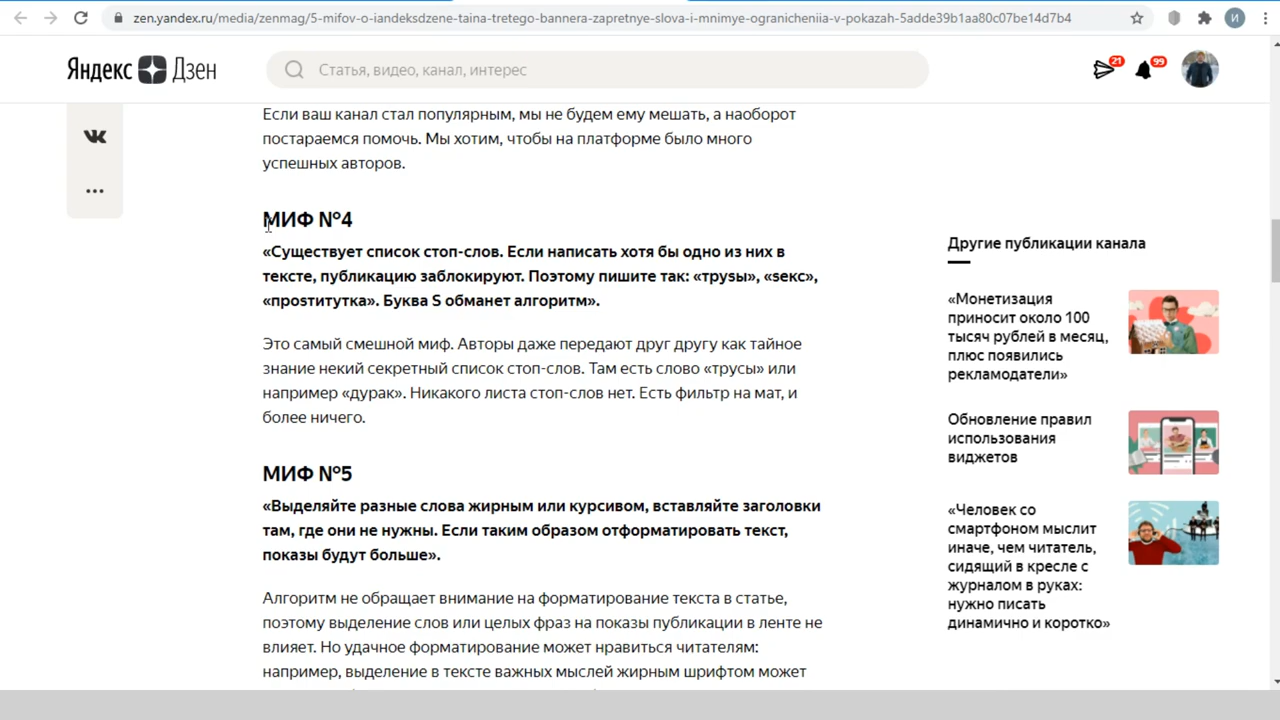 zen.yandex.ru/media/zenmag/5-mifov-o-iandeksdzene-taina-tretego-bannera-zapretnye-slova-i-mnimye-ogranicheniia-v-pokazah-5adde39b1aa80c07be14d7b4
И
Яндекс Дзен
Статья, видео, канал, интерес
21
99
Если ваш канал стал популярным, мы не будем ему мешать, а наоборот
постараемся помочь. Мы хотим, чтобы на платформе было много
успешных авторов.
МИФ №4
«Существует список стоп-слов. Если написать хотя бы одно из них в
тексте, публикацию заблокируют. Поэтому пишите так: «труsы», «sекс»,
«проsтитутка». Буква S обманет алгоритм».
Это самый смешной миф. Авторы даже передают друг другу как тайное
знание некий секретный список стоп-слов. Там есть слово «трусы» или
например «дурак». Никакого листа стоп-слов нет. Есть фильтр на мат, и
более ничего.
МИФ №5
«Выделяйте разные слова жирным или курсивом, вставляйте заголовки
там, где они не нужны. Если таким образом отформатировать текст,
показы будут больше».
Алгоритм не обращает внимание на форматирование текста в статье,
поэтому выделение слов или целых фраз на показы публикации в ленте не
влияет. Но удачное форматирование может нравиться читателям:
например, выделение в тексте важных мыслей жирным шрифтом может
Другие публикации канала
«Монетизация
приносит около 100
тысяч рублей в месяц,
плюс появились
рекламодатели»
Обновление правил
использования
виджетов
«Человек со
смартфоном мыслит
иначе, чем читатель,
сидящий в кресле с
журналом в руках:
нужно писать
динамично и коротко»